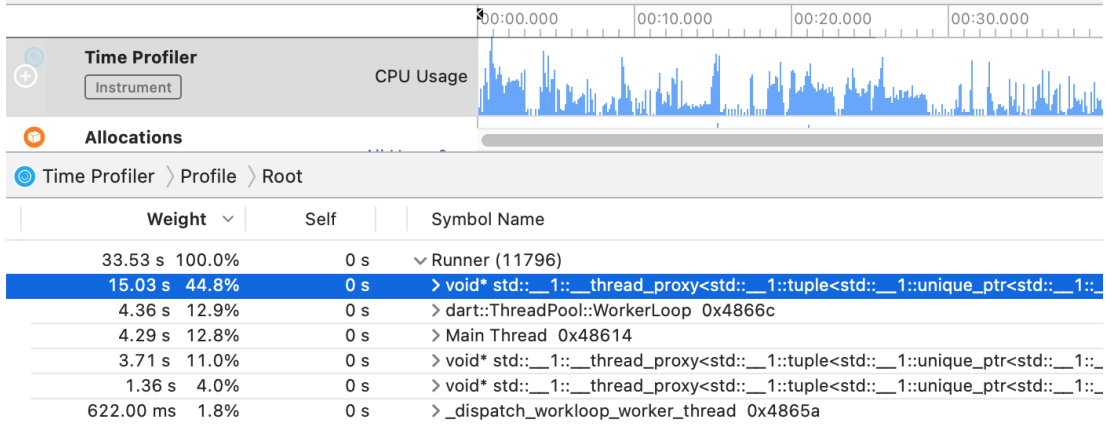 00:00.000 00:10.000 00:20.000 00:30.000
Time Profiler
Instrument
CPU Usage
Allocations
Time Profiler Profile Root
Weight Self Symbol Name
33.53 s 100.0% 0 s Runner (11796)
15.03 s 44.8% 0 s void* std::__1::__thread_proxy<std::__1::tuple<std::__1::unique_ptr<std::__1::_
4.36 s 12.9% 0 s dart::ThreadPool::WorkerLoop 0x4866c
4.29 s 12.8% 0 s Main Thread 0x48614
3.71 s 11.0% 0 s void* std::__1::__thread_proxy<std::__1::tuple<std::__1::unique_ptr<std::__1::_
1.36 s 4.0% 0 s void* std::__1::__thread_proxy<std::__1::tuple<std::__1::unique_ptr<std::__1::_
622.00 ms 1.8% 0 s _dispatch_workloop_worker_thread 0x4865a